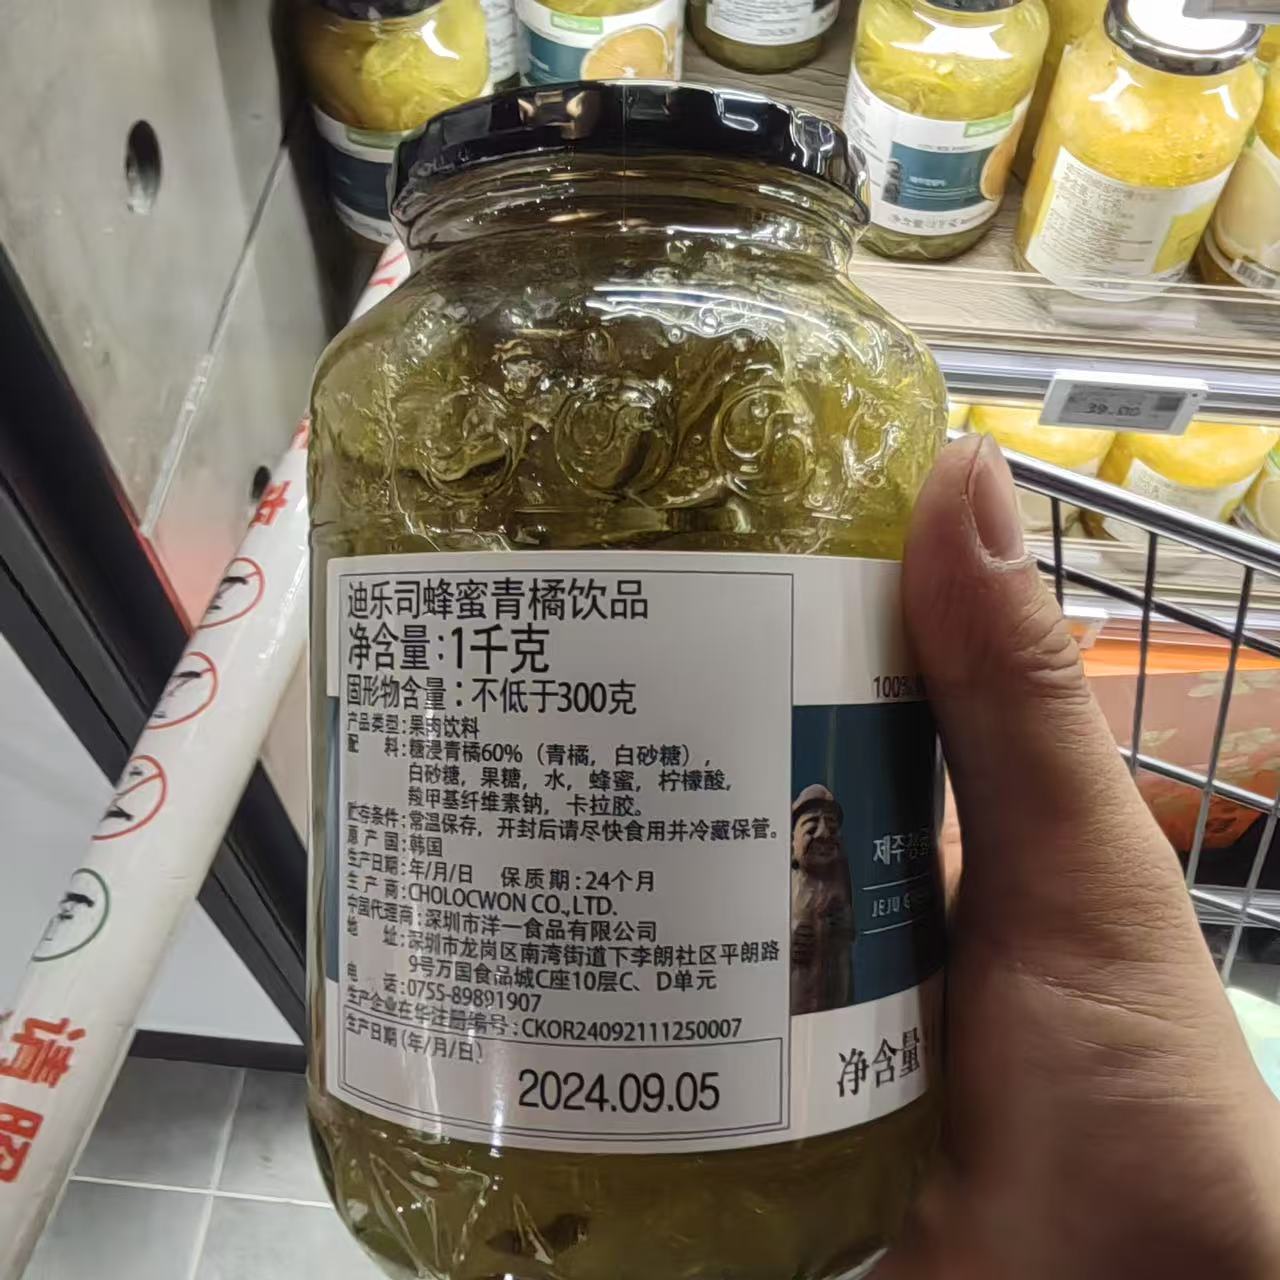 迪乐司蜂蜜青橘饮品
净含量:1千克
固形物含量:不低于300克
产品类型:果肉饮料
配 料:糖浸青橘60%(青橘,白砂糖),
白砂糖,果糖,水,蜂蜜,柠檬酸,
羧甲基纤维素钠,卡拉胶。
贮存条件:常温保存,开封后请尽快食用并冷藏保管。
原产国:韩国
生产日期:年/月/日 保质期:24个月
生产商:CHOLOCWON CO.,LTD.
中国代理商:深圳市洋一食品有限公司
地 址:深圳市龙岗区南湾街道下李朗社区平朗路
9号万国食品城C座10层C、D单元
电 话:0755-89891907
生产企业在华注册编号:CKOR24092111250007
生产日期(年/月/日)
2024.09.05
100%
제주청귤
JEJU
净含量
39.00
请